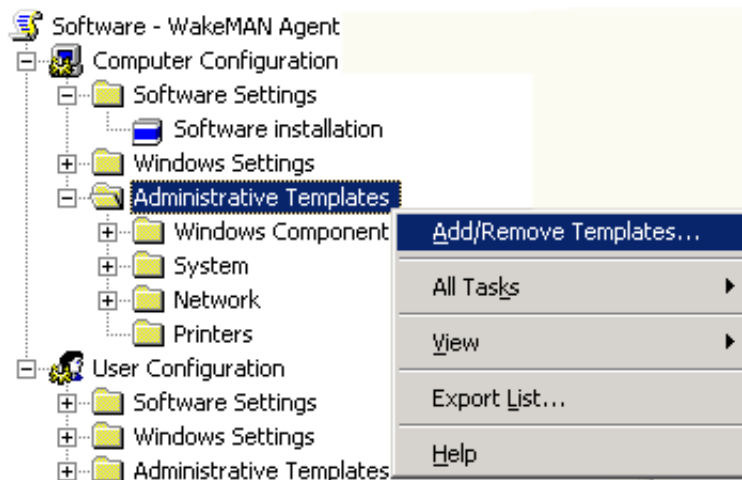 Software - WakeMAN Agent
Computer Configuration
Software Settings
Software installation
Windows Settings
Administrative Templates
Windows Component
System
Network
Printers
User Configuration
Software Settings
Windows Settings
Administrative Templates
Add/Remove Templates...
All Tasks
View
Export List...
Help